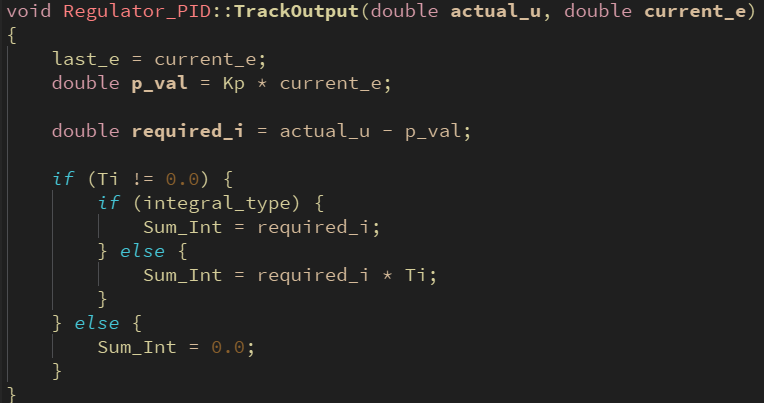 void Regulator_PID::TrackOutput(double actual_u, double current_e)
{
    last_e = current_e;
    double p_val = Kp * current_e;

    double required_i = actual_u - p_val;

    if (Ti != 0.0) {
        if (integral_type) {
            Sum_Int = required_i;
        } else {
            Sum_Int = required_i * Ti;
        }
    } else {
        Sum_Int = 0.0;
    }
}